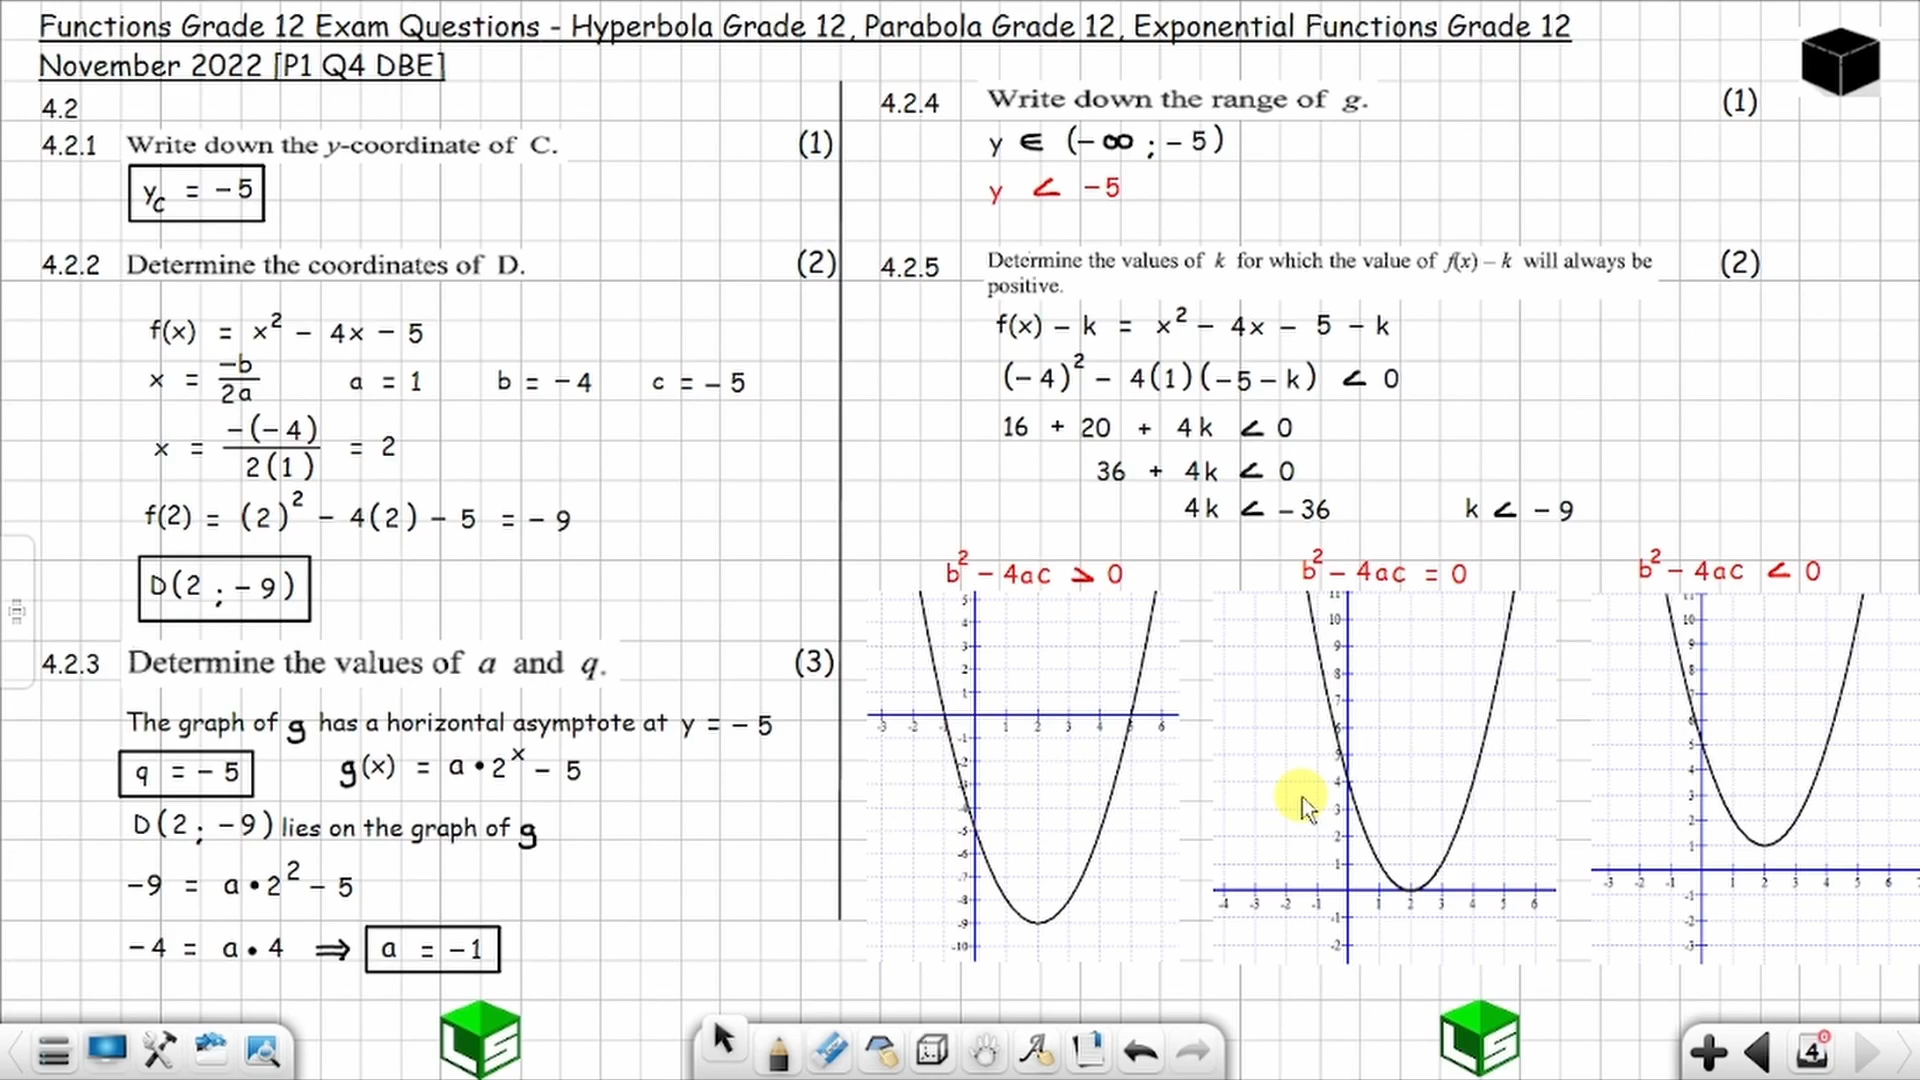 Functions Grade 12 Exam Questions - Hyperbola Grade 12, Parabola Grade 12, Exponential Functions Grade 12
November 2022 [P1 Q4 DBE]
4.2
4.2.1 Write down the y-coordinate of C. (1)
y_C = -5
4.2.2 Determine the coordinates of D. (2)
f(x) = x² - 4x - 5
x = -b/2a a = 1 b = -4 c = -5
x = -(-4)/2(1) = 2
f(2) = (2)² - 4(2) - 5 = -9
D(2 ; -9)
4.2.3 Determine the values of a and q. (3)
The graph of g has a horizontal asymptote at y = -5
q = -5 g(x) = a•2ˣ - 5
D(2 ; -9) lies on the graph of g
-9 = a•2² - 5
-4 = a•4 ⇒ a = -1
4.2.4 Write down the range of g. (1)
y ∈ (-∞ ; -5)
y < -5
4.2.5 Determine the values of k for which the value of f(x) – k will always be (2)
positive.
f(x) - k = x² - 4x - 5 - k
(-4)² - 4(1)(-5 - k) < 0
16 + 20 + 4k < 0
36 + 4k < 0
4k < -36 k < -9
b² - 4ac > 0
b² - 4ac = 0
b² - 4ac < 0
LS
LS
4
0